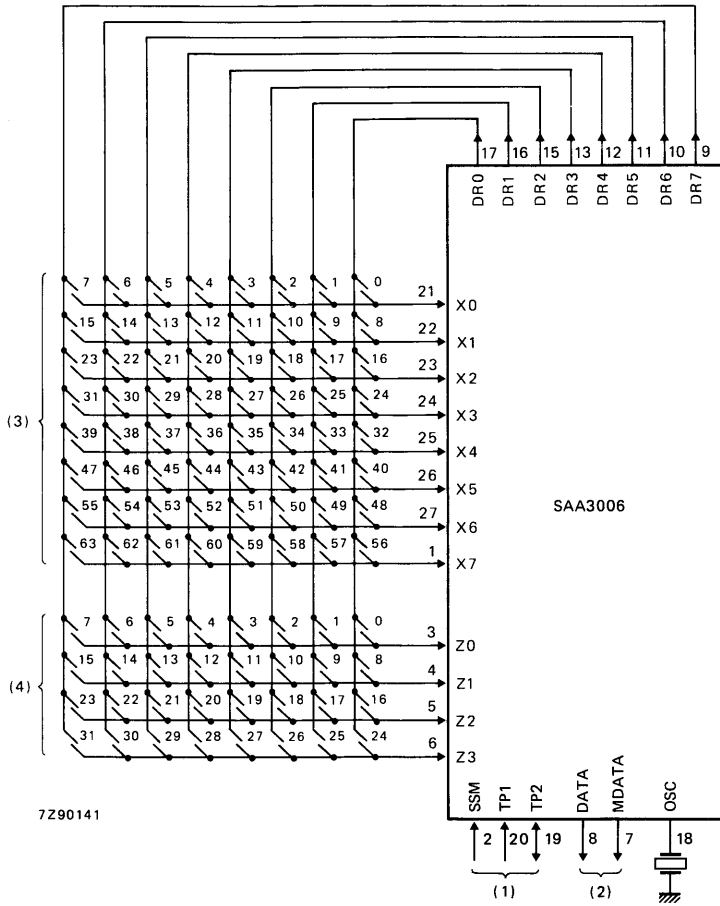 17 16 15 13 12 11 10 9
DR0 DR1 DR2 DR3 DR4 DR5 DR6 DR7
7 6 5 4 3 2 1 0 21 X0
15 14 13 12 11 10 9 8 22 X1
23 22 21 20 19 18 17 16 23 X2
31 30 29 28 27 26 25 24 24 X3
(3)
39 38 37 36 35 34 33 32 25 X4
47 46 45 44 43 42 41 40 26 X5
SAA3006
55 54 53 52 51 50 49 48 27 X6
63 62 61 60 59 58 57 56 1 X7
7 6 5 4 3 2 1 0 3 Z0
15 14 13 12 11 10 9 8 4 Z1
(4)
23 22 21 20 19 18 17 16 5 Z2
31 30 29 28 27 26 25 24 6 Z3
SSM TP1 TP2 DATA MDATA OSC
7Z90141
2 20 19 8 7 18
(1) (2)